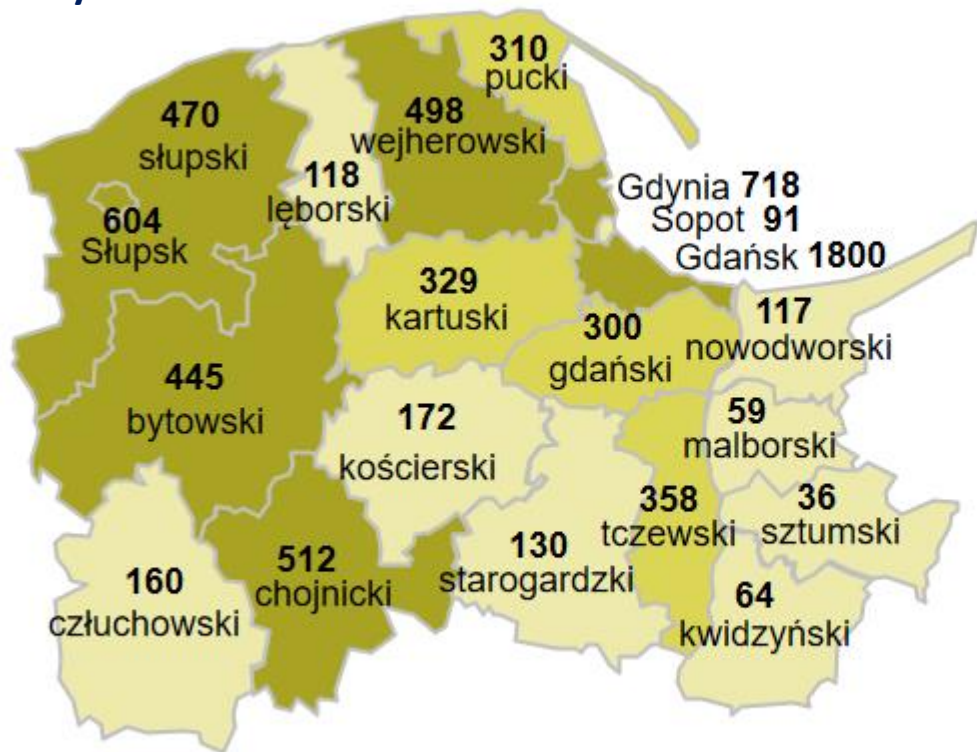 310
pucki
470
słupski
498
wejherowski
118
lęborski
Gdynia 718
Sopot 91
Gdańsk 1800
604
Słupsk
329
kartuski
300
gdański
117
nowodworski
445
bytowski
172
kościerski
59
malborski
358
tczewski
36
sztumski
160
człuchowski
512
chojnicki
130
starogardzki
64
kwidzyński